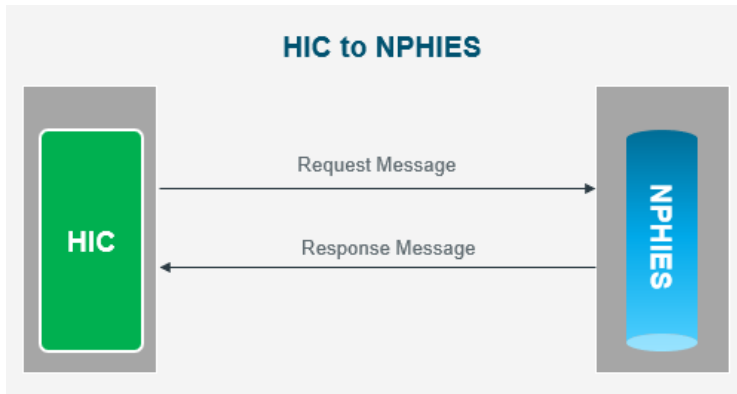 HIC to NPHIES
Request Message
HIC
NPHIES
Response Message